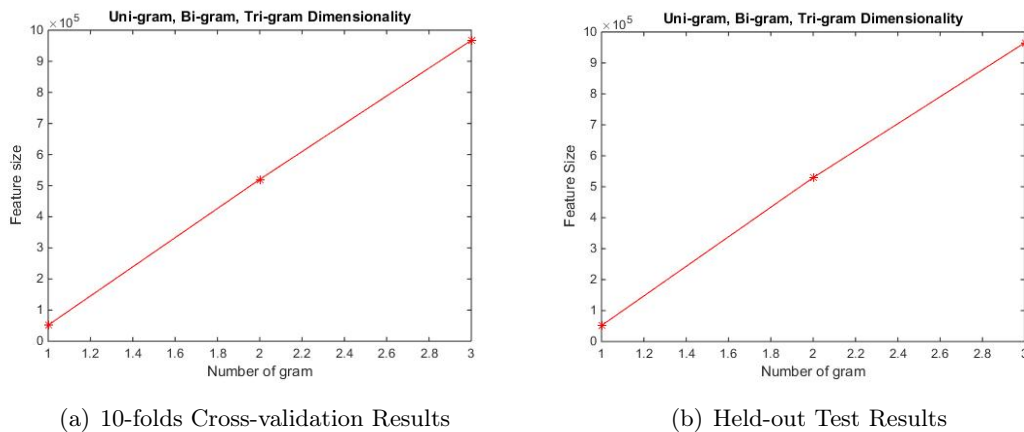 Uni-gram, Bi-gram, Tri-gram Dimensionality
×10⁵
10
9
8
7
6
5
4
3
2
1
0
Feature size
1 1.2 1.4 1.6 1.8 2 2.2 2.4 2.6 2.8 3
Number of gram
(a) 10-folds Cross-validation Results
Uni-gram, Bi-gram, Tri-gram Dimensionality
×10⁵
10
9
8
7
6
5
4
3
2
1
0
Feature Size
1 1.2 1.4 1.6 1.8 2 2.2 2.4 2.6 2.8 3
Number of gram
(b) Held-out Test Results